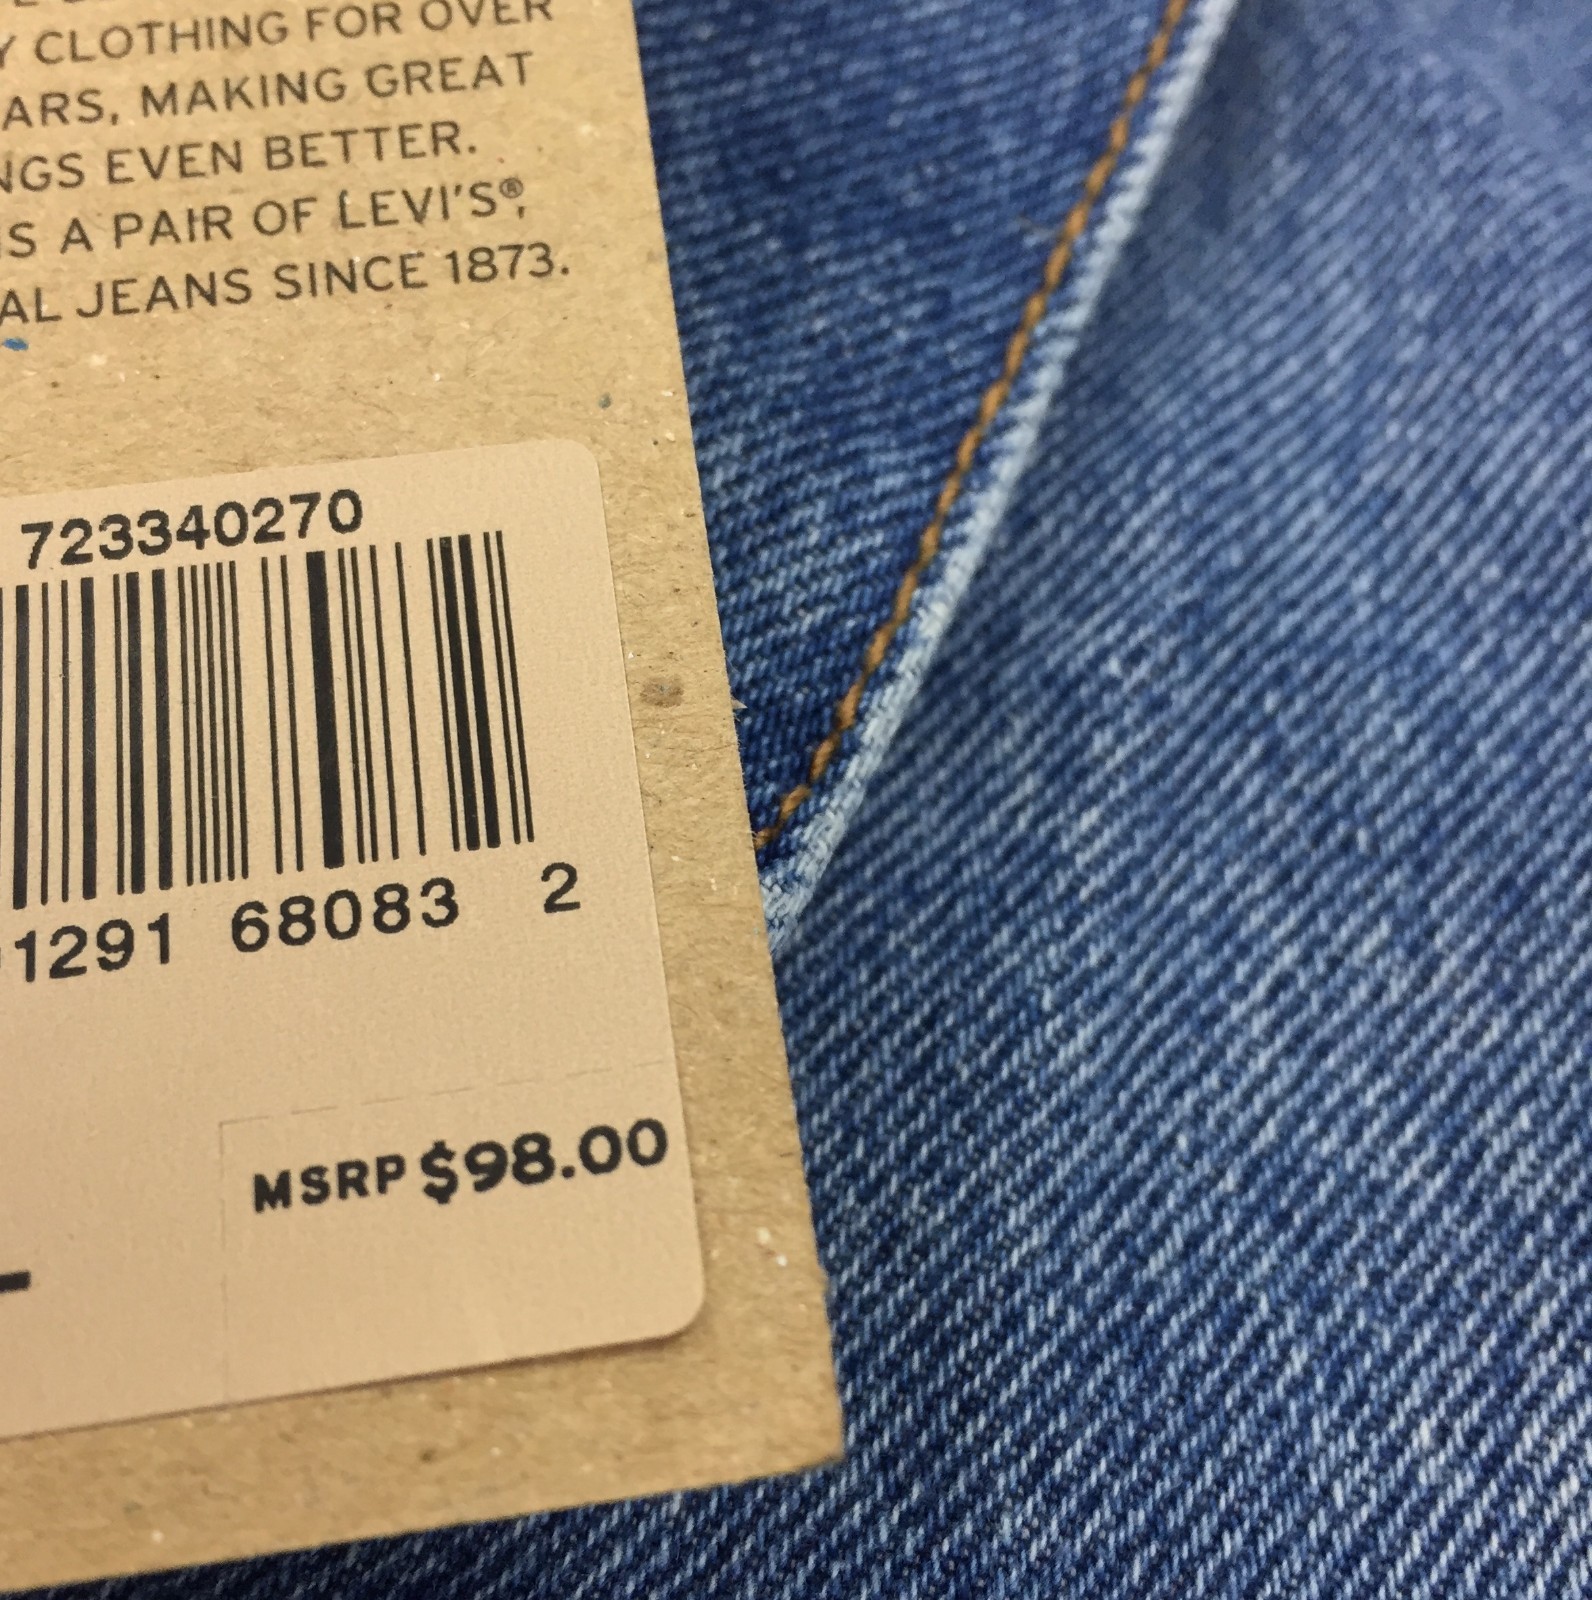 Y CLOTHING FOR OVER
ARS, MAKING GREAT
NGS EVEN BETTER.
IS A PAIR OF LEVI'S®,
AL JEANS SINCE 1873.
723340270
1291 68083 2
MSRP $98.00